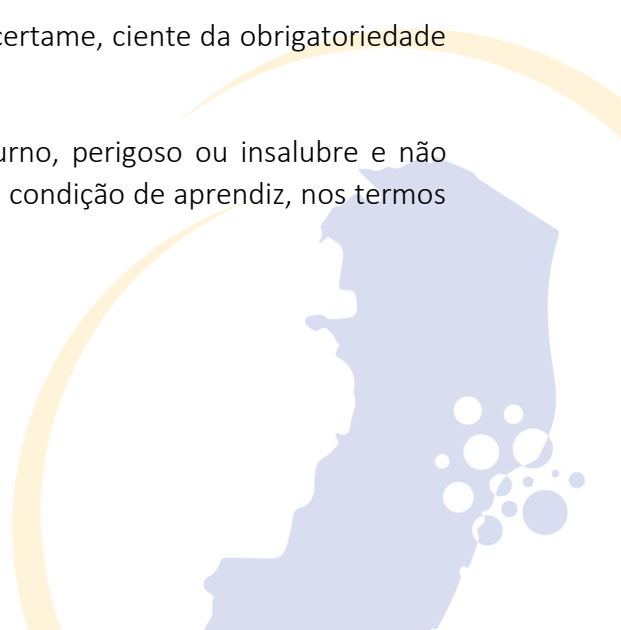 certame, ciente da obrigatoriedade
urno, perigoso ou insalubre e não
condição de aprendiz, nos termos